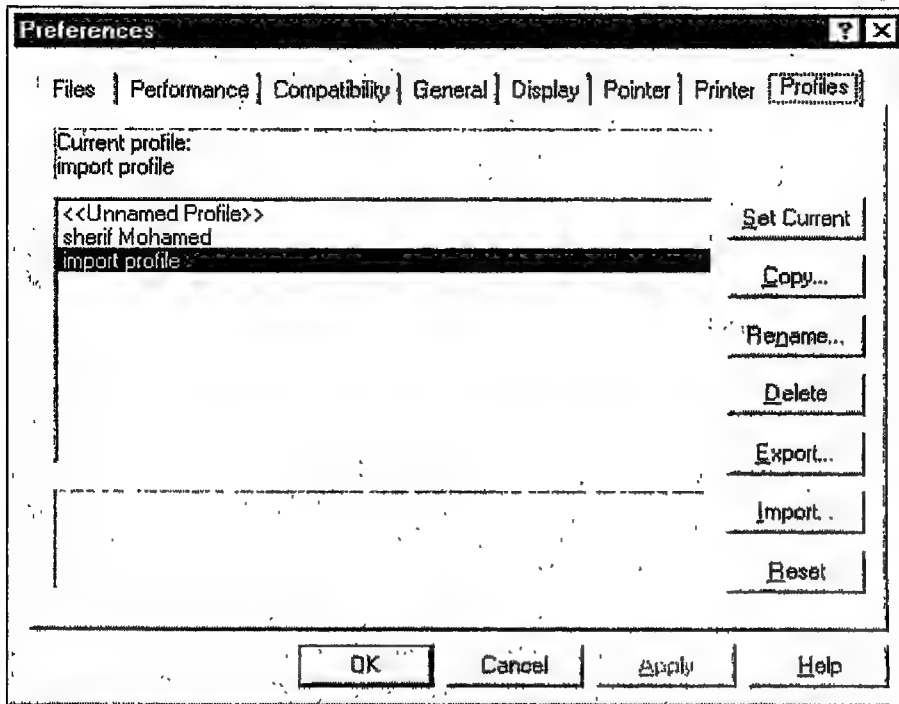 Preferences
Files Performance Compatibility General Display Pointer Printer Profiles
Current profile:
import profile
<<Unnamed Profile>>
sherif Mohamed
import profile
Set Current
Copy...
Rename...
Delete
Export...
Import. .
Reset
OK Cancel Apply Help